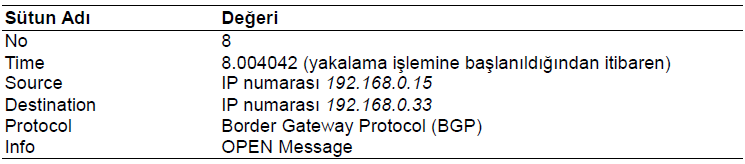 Sütun Adı Değeri
No 8
Time 8.004042 (yakalama işlemine başlanıldığından itibaren)
Source IP numarası 192.168.0.15
Destination IP numarası 192.168.0.33
Protocol Border Gateway Protocol (BGP)
Info OPEN Message